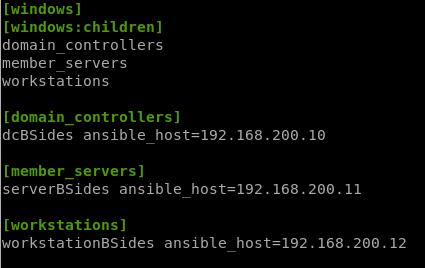 [windows]
[windows:children]
domain_controllers
member_servers
workstations
[domain_controllers]
dcBSides ansible_host=192.168.200.10
[member_servers]
serverBSides ansible_host=192.168.200.11
[workstations]
workstationBSides ansible_host=192.168.200.12